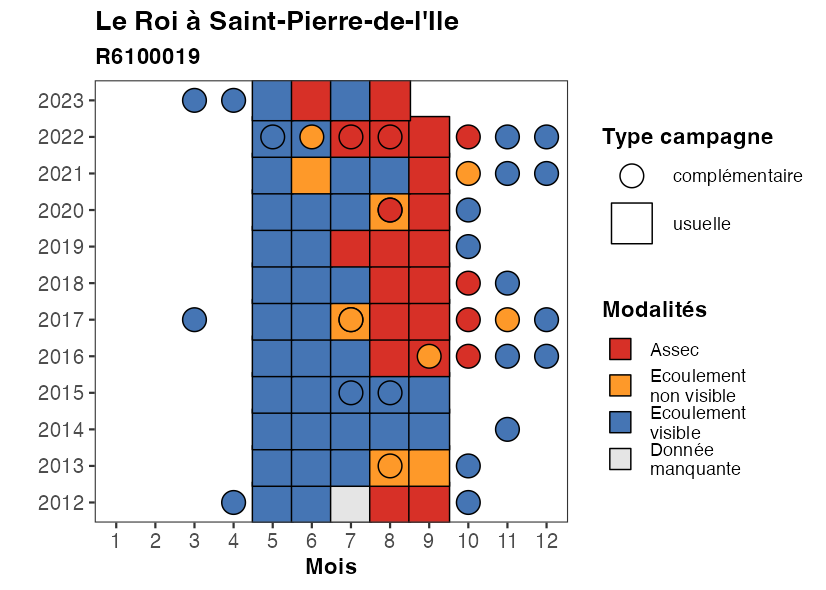 Le Roi à Saint-Pierre-de-l'Ile
R6100019
2023
2022
2021
2020
2019
2018
2017
2016
2015
2014
2013
2012
1 2 3 4 5 6 7 8 9 10 11 12
Mois
Type campagne
complémentaire
usuelle
Modalités
Assec
Ecoulement
non visible
Ecoulement
visible
Donnée
manquante